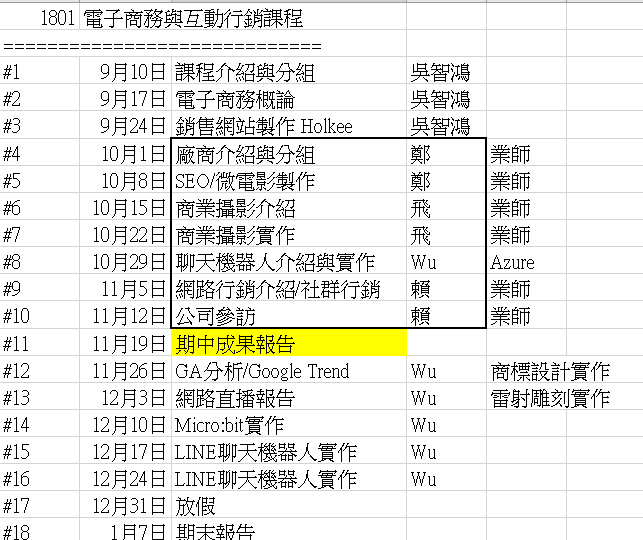 1801 電子商務與互動行銷課程
=============================
#1 9月10日 課程介紹與分組 吳智鴻
#2 9月17日 電子商務概論 吳智鴻
#3 9月24日 銷售網站製作 Holkee 吳智鴻
#4 10月1日 廠商介紹與分組 鄭 業師
#5 10月8日 SEO/微電影製作 鄭 業師
#6 10月15日 商業攝影介紹 飛 業師
#7 10月22日 商業攝影實作 飛 業師
#8 10月29日 聊天機器人介紹與實作 Wu Azure
#9 11月5日 網路行銷介紹/社群行銷 賴 業師
#10 11月12日 公司參訪 賴 業師
#11 11月19日 期中成果報告
#12 11月26日 GA分析/Google Trend Wu 商標設計實作
#13 12月3日 網路直播報告 Wu 雷射雕刻實作
#14 12月10日 Micro:bit實作 Wu
#15 12月17日 LINE聊天機器人實作 Wu
#16 12月24日 LINE聊天機器人實作 Wu
#17 12月31日 放假
#18 1月7日 期末報告